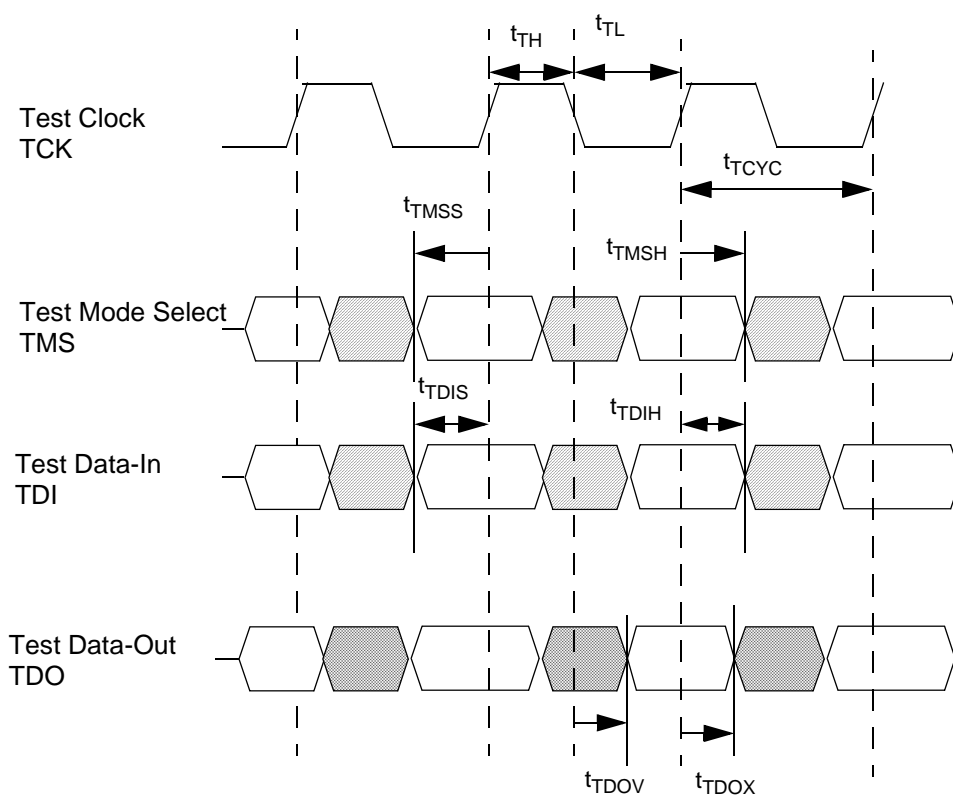 tTH
tTL
Test Clock
TCK
tTCYC
tTMSS
tTMSH
Test Mode Select
TMS
tTDIS
tTDIH
Test Data-In
TDI
Test Data-Out
TDO
tTDOV
tTDOX